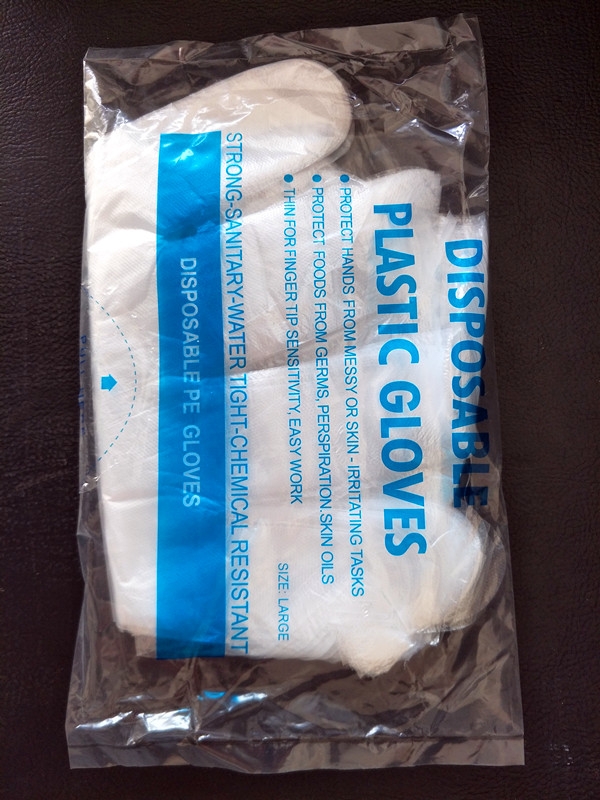 DISPOSABLE
PLASTIC GLOVES
● PROTECT HANDS FROM MESSY OR SKIN - IRRITATING TASKS
● PROTECT FOODS FROM GERMS, PERSPIRATION.SKIN OILS
● THIN FOR FINGER TIP SENSITIVITY, EASY WORK
SIZE: LARGE
STRONG-SANITARY-WATER TIGHT-CHEMICAL RESISTANT
DISPOSABLE PE GLOVES